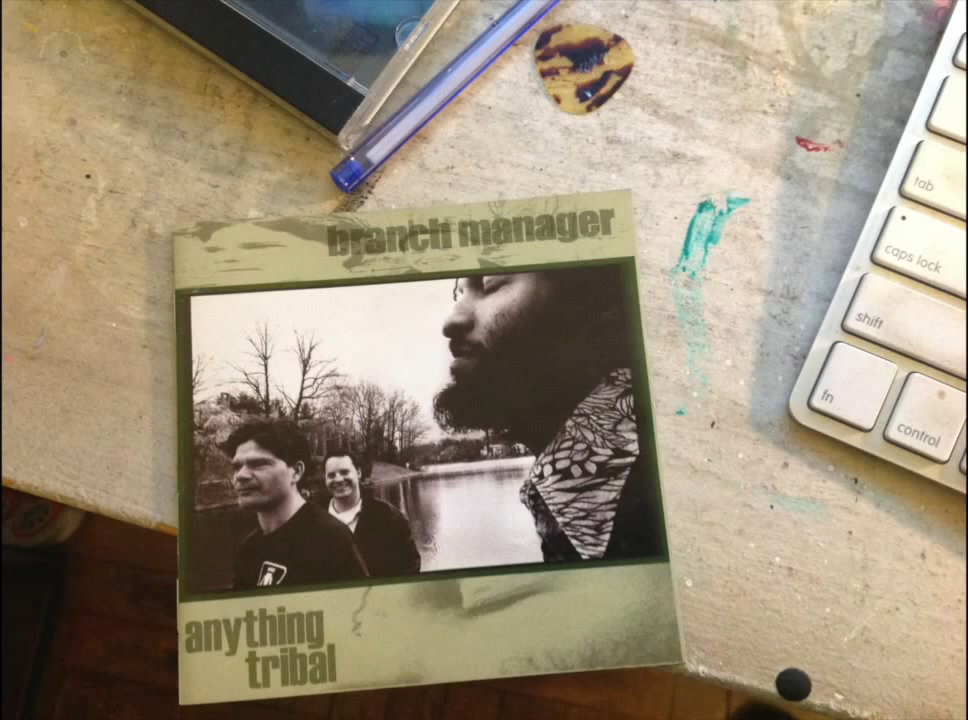 branch manager
anything
tribal
tab
caps lock
shift
fn
control